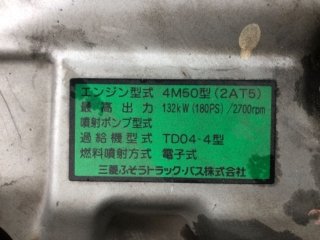 エンジン型式 4M50型(2AT5)
最高出力 132kW(180PS)/2700rpm
噴射ポンプ型式
過給機型式 TD04-4型
燃料噴射方式 電子式
三菱ふそうトラック・バス株式会社